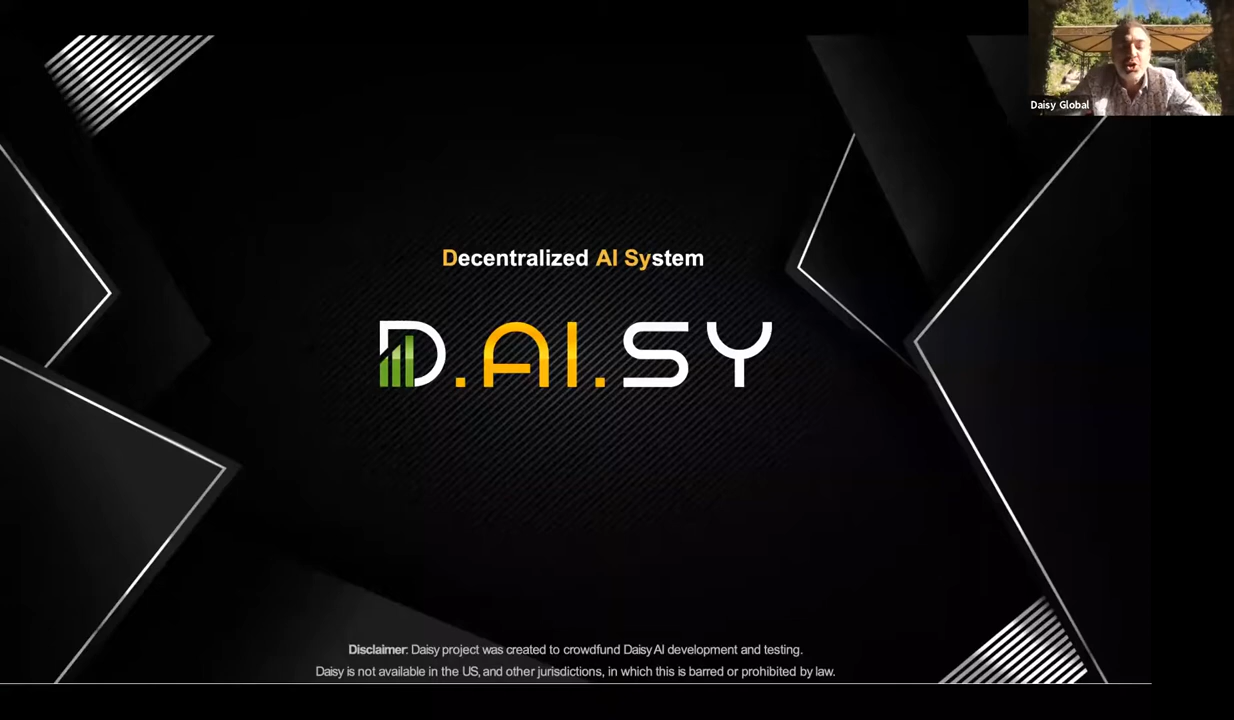 Daisy Global
Decentralized AI System
D.AI.SY
Disclaimer: Daisy project was created to crowdfund Daisy AI development and testing.
Daisy is not available in the US, and other jurisdictions, in which this is barred or prohibited by law.